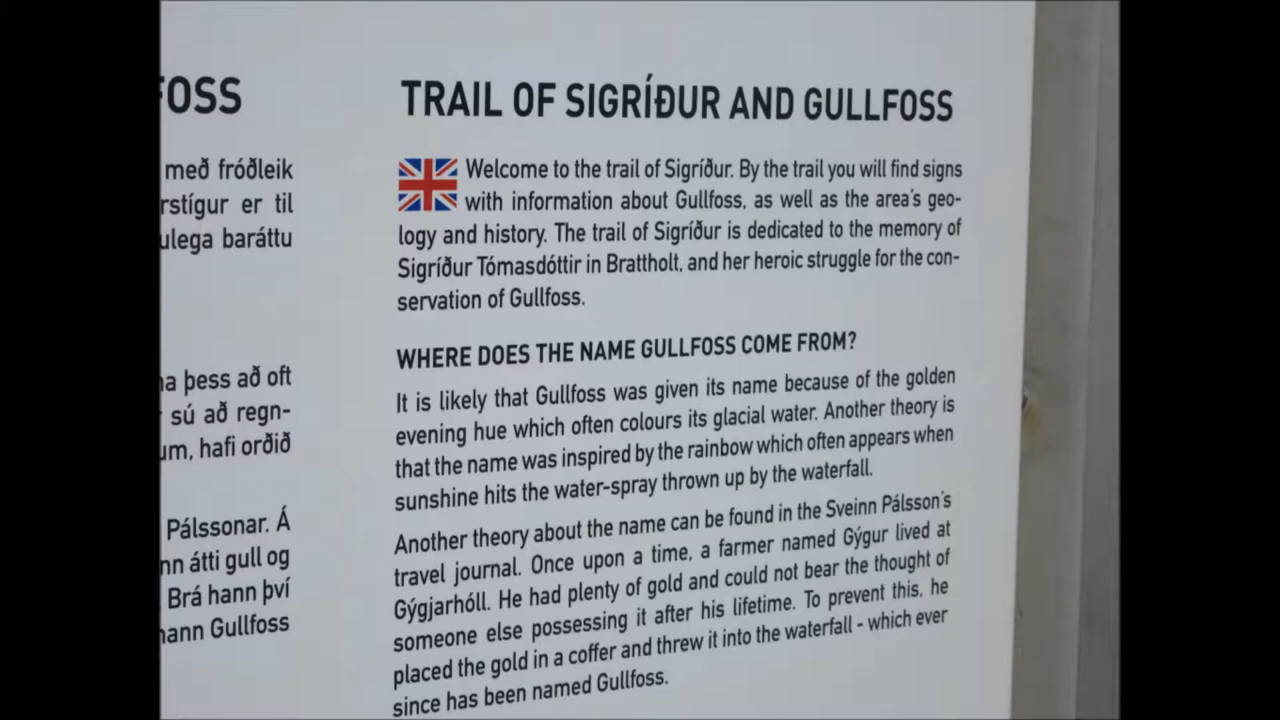 FOSS
með fróðleik
er til
baráttu
þess að oft
sú að regn-
hafi orðið
Pálssonar. Á
átti gull og
Brá hann því
Gullfoss
TRAIL OF SIGRÍÐUR AND GULLFOSS
Welcome to the trail of Sigríður. By the trail you will find signs
with information about Gullfoss, as well as the area's geo-
logy and history. The trail of Sigríður is dedicated to the memory of
Sigríður Tómasdóttir in Brattholt, and her heroic struggle for the con-
servation of Gullfoss.
WHERE DOES THE NAME GULLFOSS COME FROM?
It is likely that Gullfoss was given its name because of the golden
evening hue which often colours its glacial water. Another theory is
that the name was inspired by the rainbow which often appears when
sunshine hits the water-spray thrown up by the waterfall.
Another theory about the name can be found in the Sveinn Pálsson's
travel journal. Once upon a time, a farmer named Gýgur lived at
Gýgjarhóll. He had plenty of gold and could not bear the thought of
someone else possessing it after his lifetime. To prevent this, he
placed the gold in a coffer and threw it into the waterfall - which ever
since has been named Gullfoss.